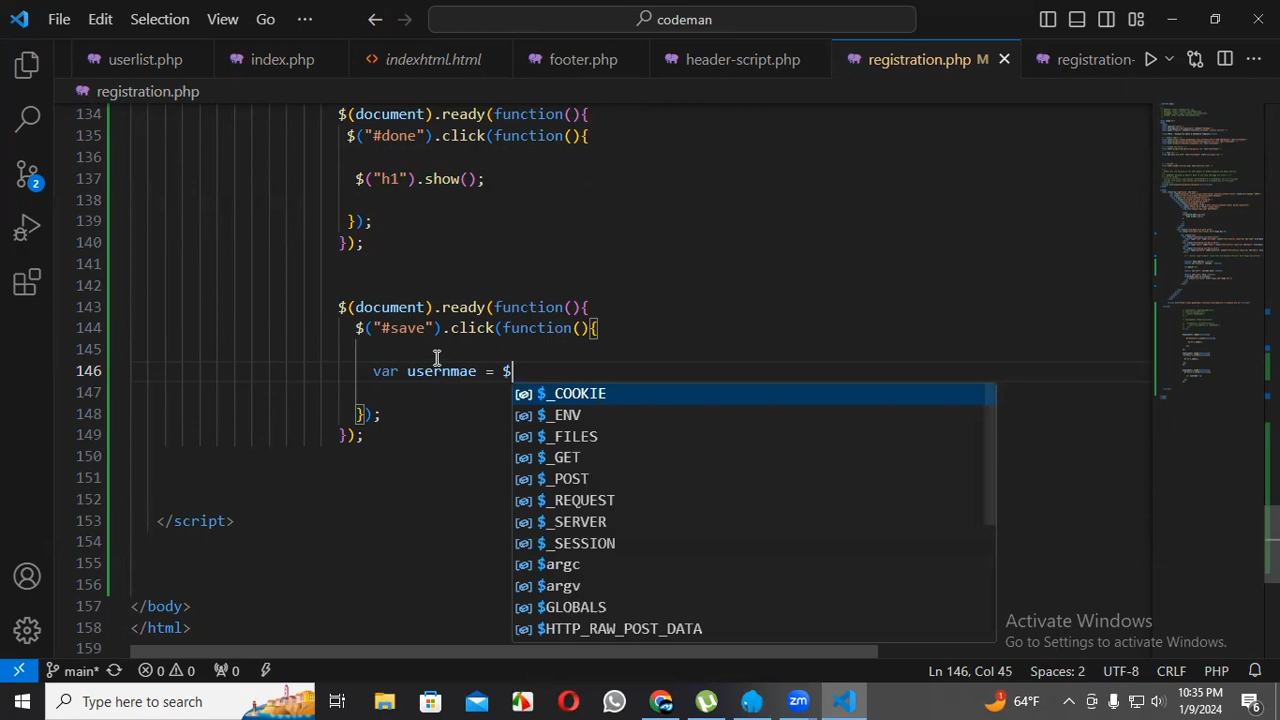 File Edit Selection View Go ··· codeman
userlist.php index.php indexhtml.html footer.php header-script.php registration.php M registration-
registration.php
134 $(document).ready(function(){
135 $("#done").click(function(){
136
137 $("h1").show();
138
139 });
140 });
141
142
143 $(document).ready(function(){
144 $("#save").click(function(){
145
146 var usernmae = $
147
148 });
149 });
150
151
152
153 </script>
154
155
156
157 </body>
158 </html>
159
$_COOKIE
$_ENV
$_FILES
$_GET
$_POST
$_REQUEST
$_SERVER
$_SESSION
$argc
$argv
$GLOBALS
$HTTP_RAW_POST_DATA
2
Activate Windows
Go to Settings to activate Windows.
main* 0 0 0 Ln 146, Col 45 Spaces: 2 UTF-8 CRLF PHP
Type here to search 64°F 10:35 PM
1/9/2024 6